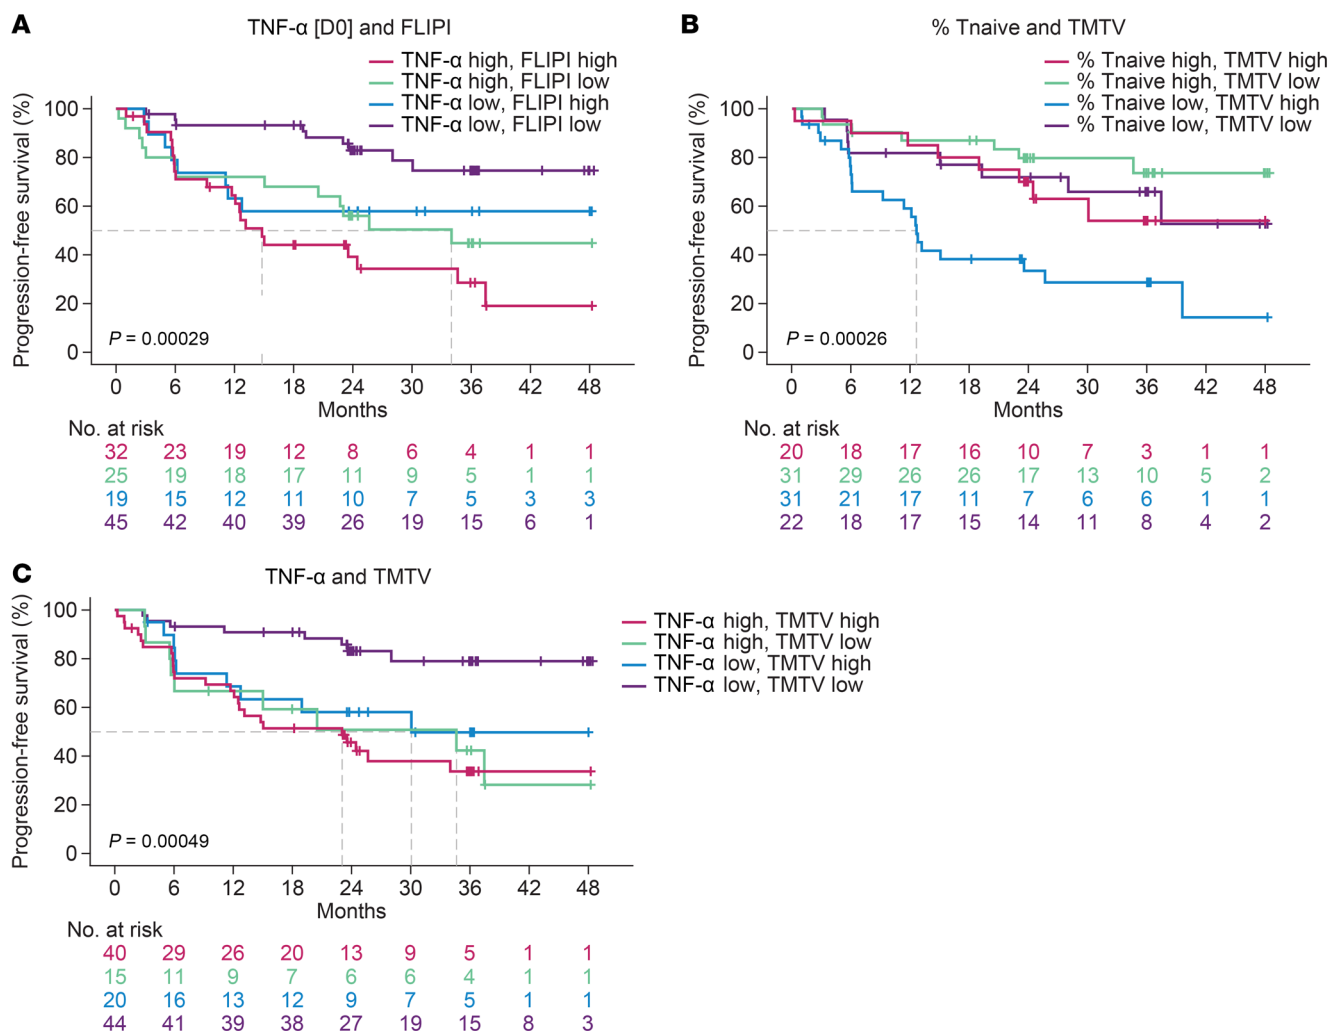 A
TNF-α [D0] and FLIPI
TNF-α high, FLIPI high
TNF-α high, FLIPI low
TNF-α low, FLIPI high
TNF-α low, FLIPI low
Progression-free survival (%)
100
80
60
40
20
0
P = 0.00029
0 6 12 18 24 30 36 42 48
Months
No. at risk
32 23 19 12 8 6 4 1 1
25 19 18 17 11 9 5 1 1
19 15 12 11 10 7 5 3 3
45 42 40 39 26 19 15 6 1
B
% Tnaive and TMTV
% Tnaive high, TMTV high
% Tnaive high, TMTV low
% Tnaive low, TMTV high
% Tnaive low, TMTV low
Progression-free survival (%)
100
80
60
40
20
0
P = 0.00026
0 6 12 18 24 30 36 42 48
Months
No. at risk
20 18 17 16 10 7 3 1 1
31 29 26 26 17 13 10 5 2
31 21 17 11 7 6 6 1 1
22 18 17 15 14 11 8 4 2
C
TNF-α and TMTV
TNF-α high, TMTV high
TNF-α high, TMTV low
TNF-α low, TMTV high
TNF-α low, TMTV low
Progression-free survival (%)
100
80
60
40
20
0
P = 0.00049
0 6 12 18 24 30 36 42 48
Months
No. at risk
40 29 26 20 13 9 5 1 1
15 11 9 7 6 6 4 1 1
20 16 13 12 9 7 5 1 1
44 41 39 38 27 19 15 8 3